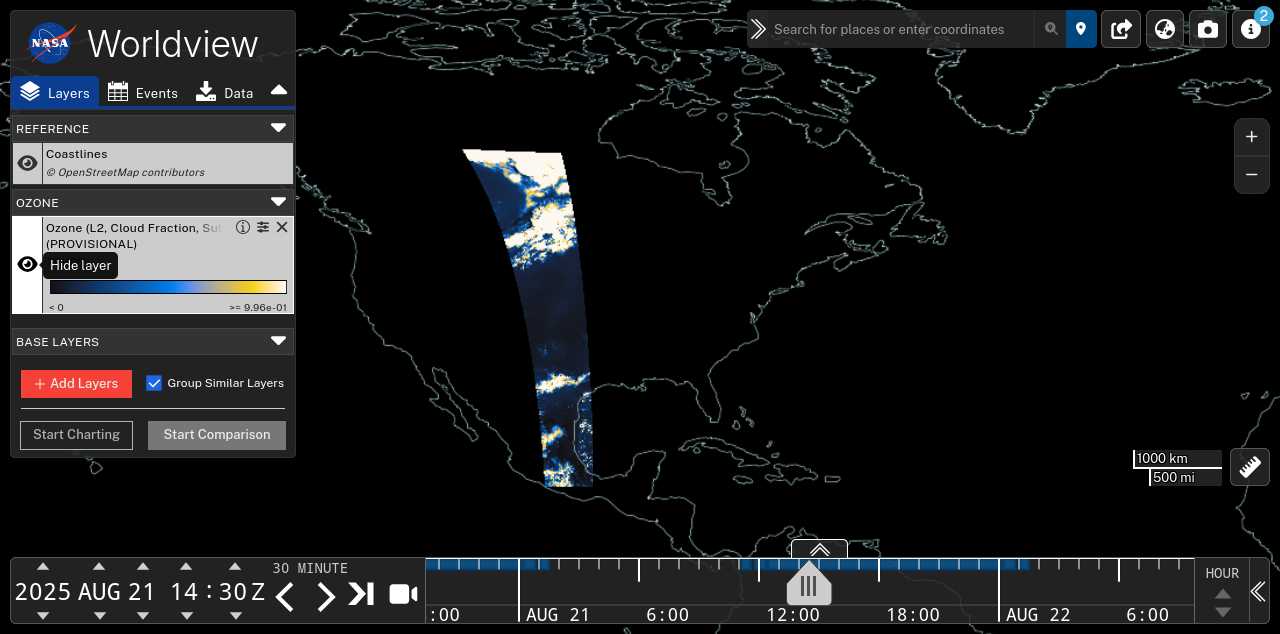 NASA
Worldview
Layers
Events
Data
REFERENCE
Coastlines
© OpenStreetMap contributors
OZONE
Ozone (L2, Cloud Fraction,
(PROVISIONAL)
Hide layer
< 0
>= 9.96e-01
BASE LAYERS
+ Add Layers
Group Similar Layers
Start Charting
Start Comparison
Search for places or enter coordinates
2
+
−
1000 km
500 mi
2025 AUG 21 14 : 30 Z
30 MINUTE
:00
AUG 21
6:00
12:00
18:00
AUG 22
6:00
HOUR